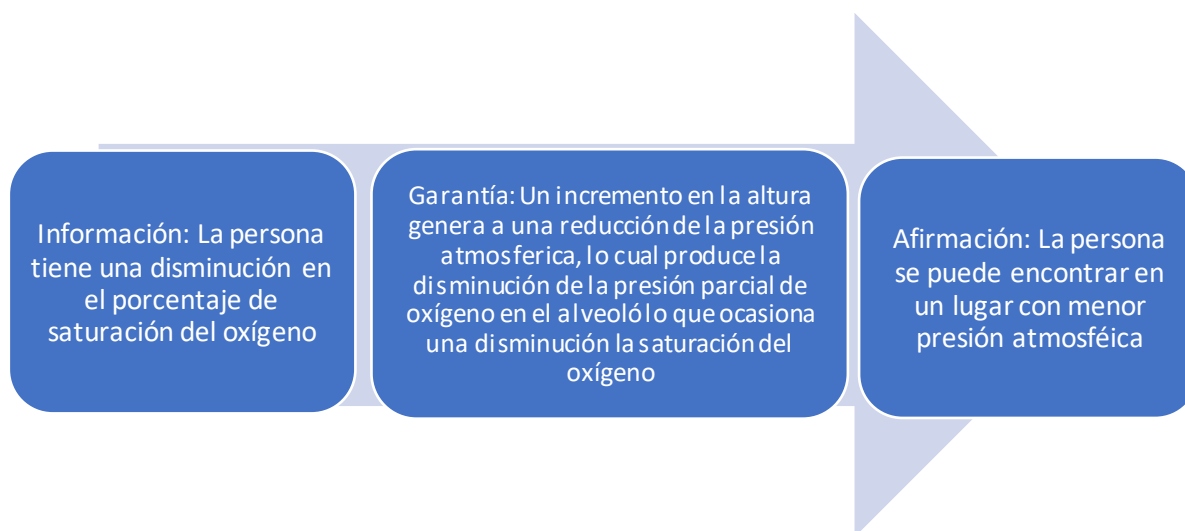 Información: La persona
tiene una disminución en
el porcentaje de
saturación del oxígeno
Garantía: Un incremento en la altura
genera a una reducción de la presión
atmosferica, lo cual produce la
disminución de la presión parcial de
oxígeno en el alveoló lo que ocasiona
una disminución la saturación del
oxígeno
Afirmación: La persona
se puede encontrar en
un lugar con menor
presión atmosféica